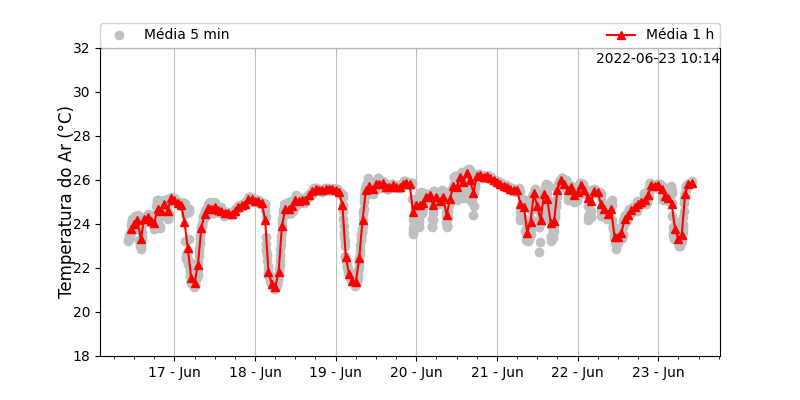 Média 5 min
Média 1 h
2022-06-23 10:14
Temperatura do Ar (°C)
32
30
28
26
24
22
20
18
17 - Jun
18 - Jun
19 - Jun
20 - Jun
21 - Jun
22 - Jun
23 - Jun